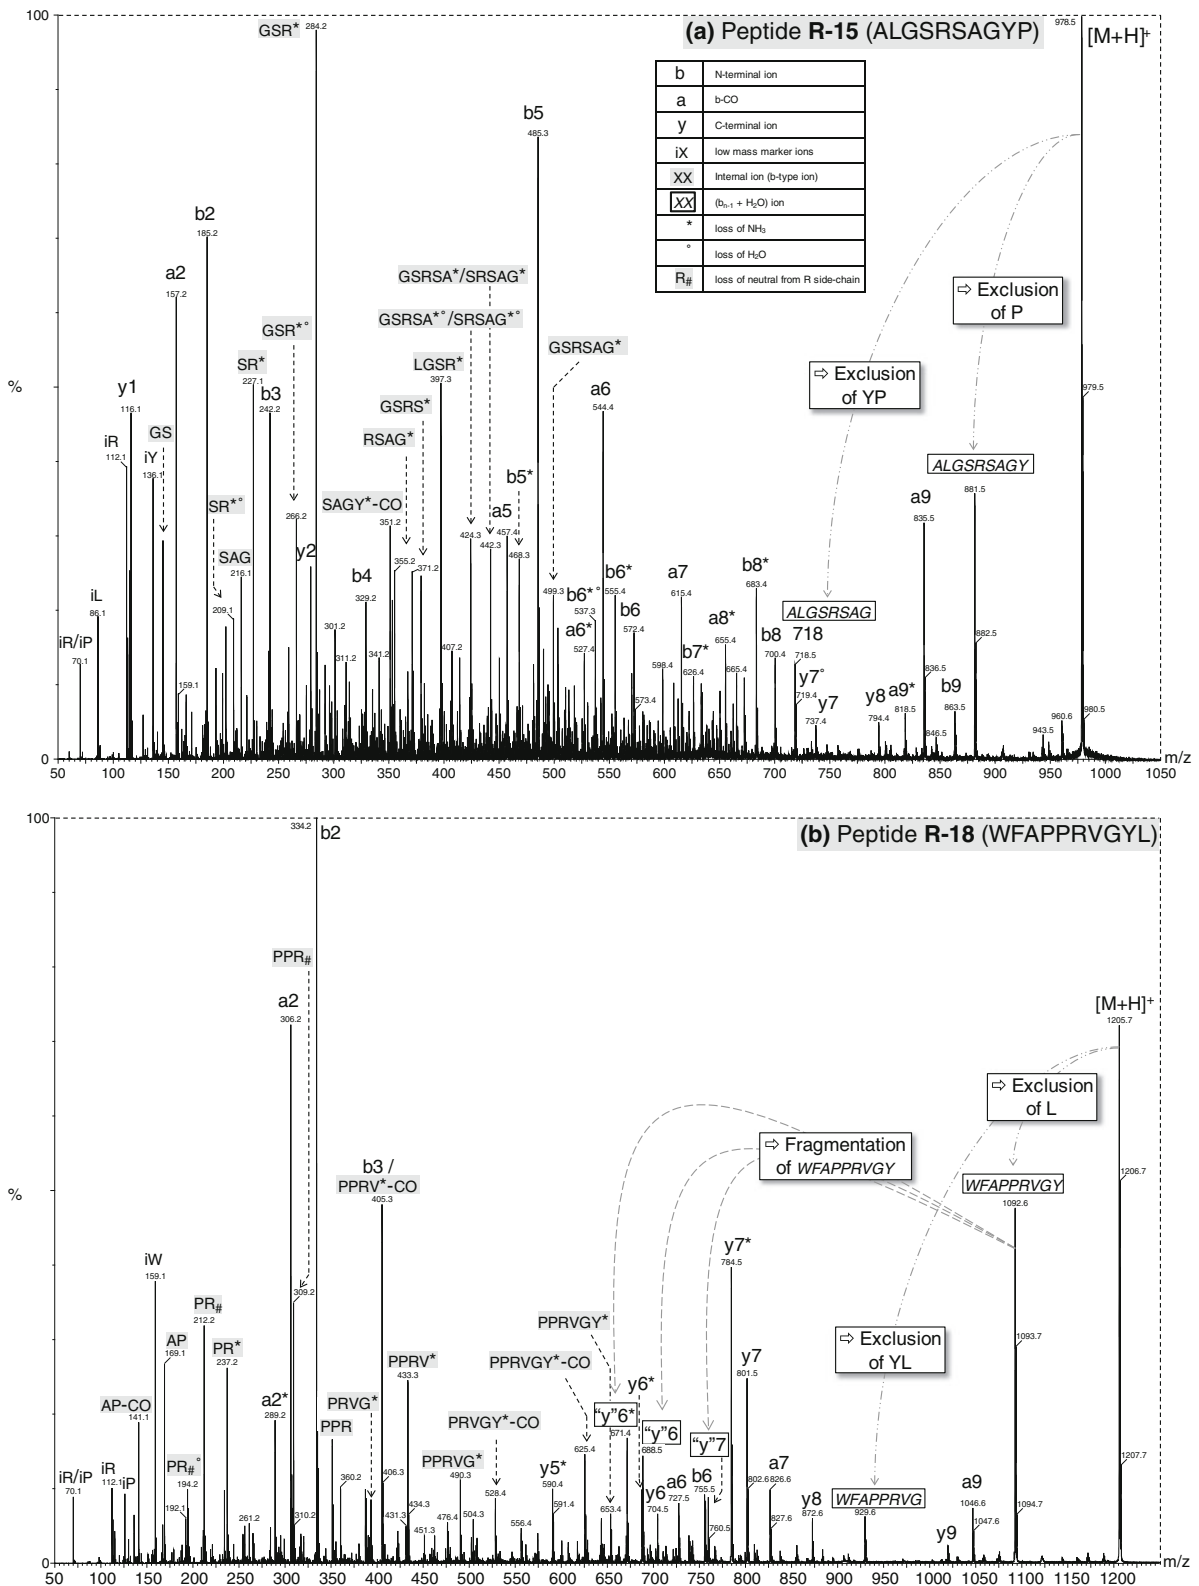 (a) Peptide R-15 (ALGSRSAGYP)
100
%
0
GSR*
284.2
978.5
[M+H]+
b N-terminal ion
a b-CO
y C-terminal ion
iX low mass marker ions
XX Internal ion (b-type ion)
XX (bn-1 + H2O) ion
* loss of NH3
° loss of H2O
R# loss of neutral from R side-chain
b5
485.3
b2
185.2
a2
157.2
GSRSA*/SRSAG*
GSRSA*°/SRSAG*°
GSR*°
GSRSAG*
⇨ Exclusion
of P
⇨ Exclusion
of YP
SR*
227.1
b3
242.2
LGSR*
397.3
GSRS*
RSAG*
a6
544.4
979.5
y1
116.1
iR
112.1
iY
136.1
GS
ALGSRSAGY
881.5
SR*°
SAG
216.1
266.2
y2
SAGY*-CO
351.2
355.2
371.2
b5*
a5
457.4
468.3
424.3
442.3
a9
835.5
iL
86.1
209.1
b4
329.2
499.3
b6*°
537.3
b6*
555.4
b6
572.4
a7
615.4
b8*
683.4
a8*
655.4
ALGSRSAG
882.5
iR/iP
70.1
159.1
301.2
311.2
341.2
407.2
a6*
527.4
573.4
598.4
b7*
626.4
665.4
b8
700.4
718
718.5
y7°
719.4
y7
737.4
y8
794.4
a9*
818.5
836.5
846.5
b9
863.5
943.5
960.6
980.5
50 100 150 200 250 300 350 400 450 500 550 600 650 700 750 800 850 900 950 1000 1050
m/z
(b) Peptide R-18 (WFAPPRVGYL)
100
%
0
334.2
b2
PPR#
a2
306.2
[M+H]+
1205.7
⇨ Exclusion
of L
⇨ Fragmentation
of WFAPPRVGY
b3 /
PPRV*-CO
405.3
WFAPPRVGY
1092.6
1206.7
iW
159.1
309.2
y7*
784.5
PR#
212.2
PR*
237.2
AP
169.1
PPRVGY*
PPRV*
433.3
PPRVGY*-CO
y7
801.5
⇨ Exclusion
of YL
1093.7
AP-CO
141.1
a2*
289.2
PRVG*
PPR
PRVGY*-CO
"y"6*
671.4
y6*
"y"6
688.5
"y"7
iR/iP
70.1
iR
112.1
iP
PR#°
194.2
192.1
360.2
406.3
PPRVG*
490.3
528.4
y5*
590.4
625.4
653.4
y6
704.5
a6
727.5
b6
755.5
802.6
a7
826.6
WFAPPRVG
929.6
a9
1046.6
1207.7
261.2
310.2
431.3
434.3
451.3
476.4
504.3
556.4
591.4
760.5
827.6
y8
872.6
y9
1047.6
1094.7
50 100 150 200 250 300 350 400 450 500 550 600 650 700 750 800 850 900 950 1000 1050 1100 1150
m/z